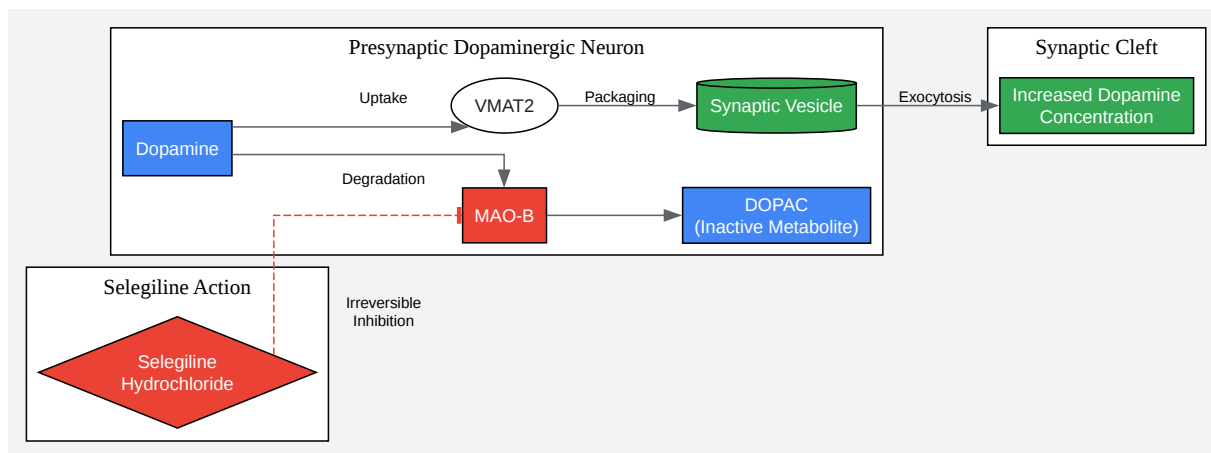 Presynaptic Dopaminergic Neuron
Synaptic Cleft
Uptake
VMAT2
Packaging
Synaptic Vesicle
Exocytosis
Increased Dopamine
Concentration
Dopamine
Degradation
MAO-B
DOPAC
(Inactive Metabolite)
Selegiline Action
Irreversible
Inhibition
Selegiline
Hydrochloride